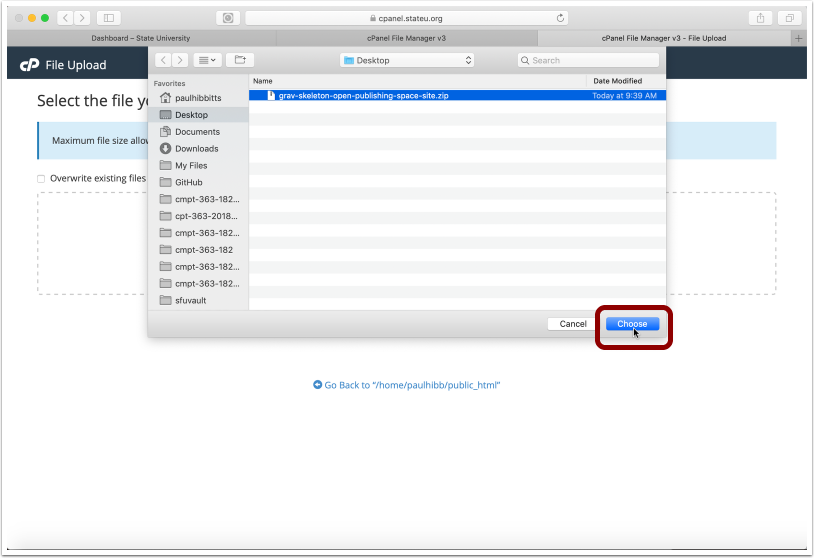 cpanel.stateu.org
Dashboard – State University
cPanel File Manager v3
cPanel File Manager v3 - File Upload
cP File Upload
Desktop
Search
Select the file yo
Maximum file size allow
Overwrite existing files
Favorites
paulhibbitts
Desktop
Documents
Downloads
My Files
GitHub
cmpt-363-182...
cpt-363-2018...
cmpt-363-182...
cmpt-363-182
cmpt-363-182...
cmpt-363-182...
sfuvault
Name
Date Modified
grav-skeleton-open-publishing-space-site.zip
Today at 9:39 AM
Cancel
Choose
Go Back to “/home/paulhibb/public_html”